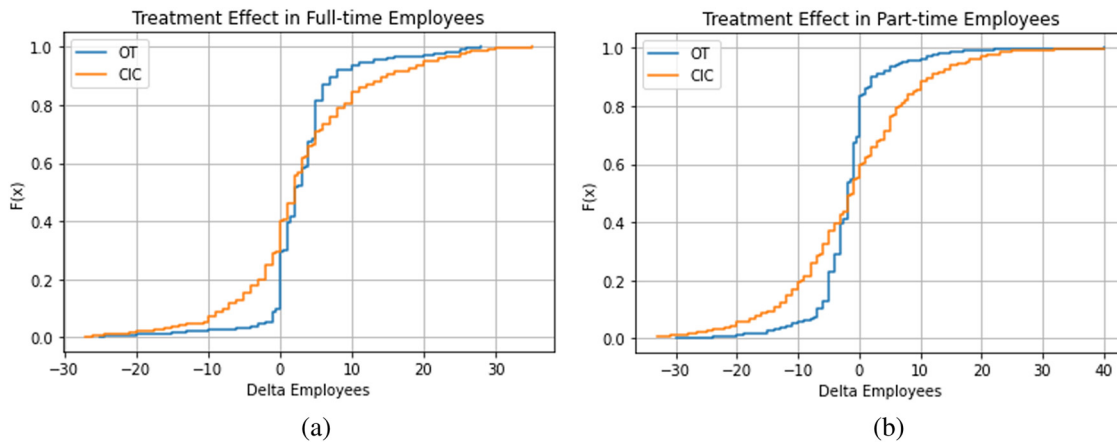 Treatment Effect in Full-time Employees
OT
CIC
1.0
0.8
0.6
0.4
0.2
0.0
F(x)
−30 −20 −10 0 10 20 30
Delta Employees
(a)
Treatment Effect in Part-time Employees
OT
CIC
1.0
0.8
0.6
0.4
0.2
0.0
F(x)
−30 −20 −10 0 10 20 30 40
Delta Employees
(b)